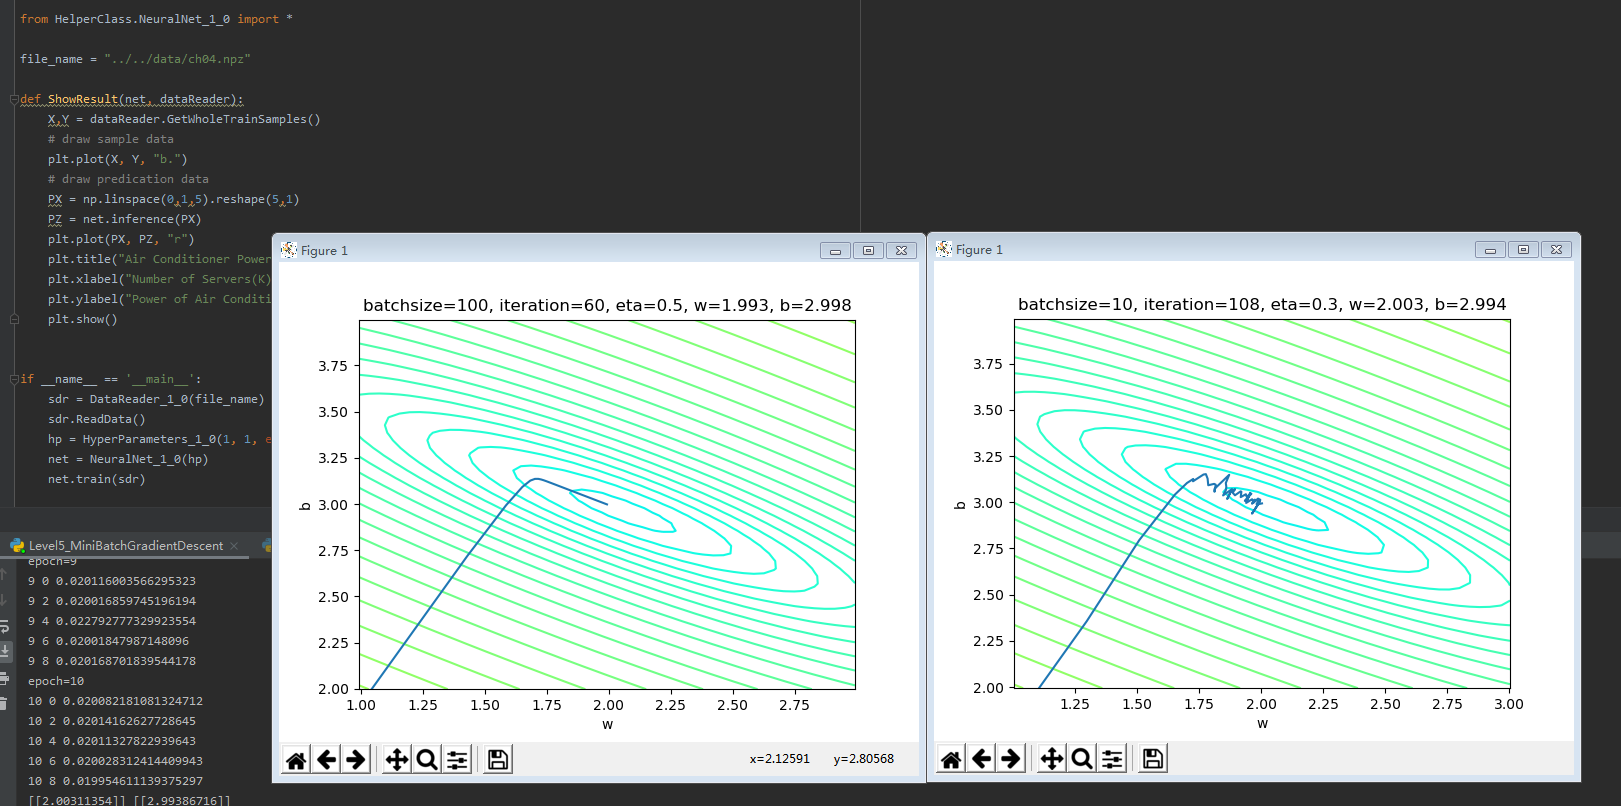 from HelperClass.NeuralNet_1_0 import *
file_name = "../../data/ch04.npz"
def ShowResult(net, dataReader):
X,Y = dataReader.GetWholeTrainSamples()
# draw sample data
plt.plot(X, Y, "b.")
# draw predication data
PX = np.linspace(0,1,5).reshape(5,1)
PZ = net.inference(PX)
plt.plot(PX, PZ, "r")
plt.title("Air Conditioner Power
plt.xlabel("Number of Servers(K)
plt.ylabel("Power of Air Conditi
plt.show()
if __name__ == '__main__':
sdr = DataReader_1_0(file_name)
sdr.ReadData()
hp = HyperParameters_1_0(1, 1, e
net = NeuralNet_1_0(hp)
net.train(sdr)
Level5_MiniBatchGradientDescent
epoch=9
9 0 0.020116003566295323
9 2 0.020016859745196194
9 4 0.022792777329923554
9 6 0.02001847987148096
9 8 0.020168701839544178
epoch=10
10 0 0.020082181081324712
10 2 0.02014162627728645
10 4 0.02011327822939643
10 6 0.020028312414409943
10 8 0.019954611139375297
[[2.00311354]] [[2.99386716]]
Figure 1
batchsize=100, iteration=60, eta=0.5, w=1.993, b=2.998
3.75
3.50
3.25
3.00
2.75
2.50
2.25
2.00
b
1.00 1.25 1.50 1.75 2.00 2.25 2.50 2.75
w
x=2.12591 y=2.80568
Figure 1
batchsize=10, iteration=108, eta=0.3, w=2.003, b=2.994
3.75
3.50
3.25
3.00
2.75
2.50
2.25
2.00
b
1.25 1.50 1.75 2.00 2.25 2.50 2.75 3.00
w